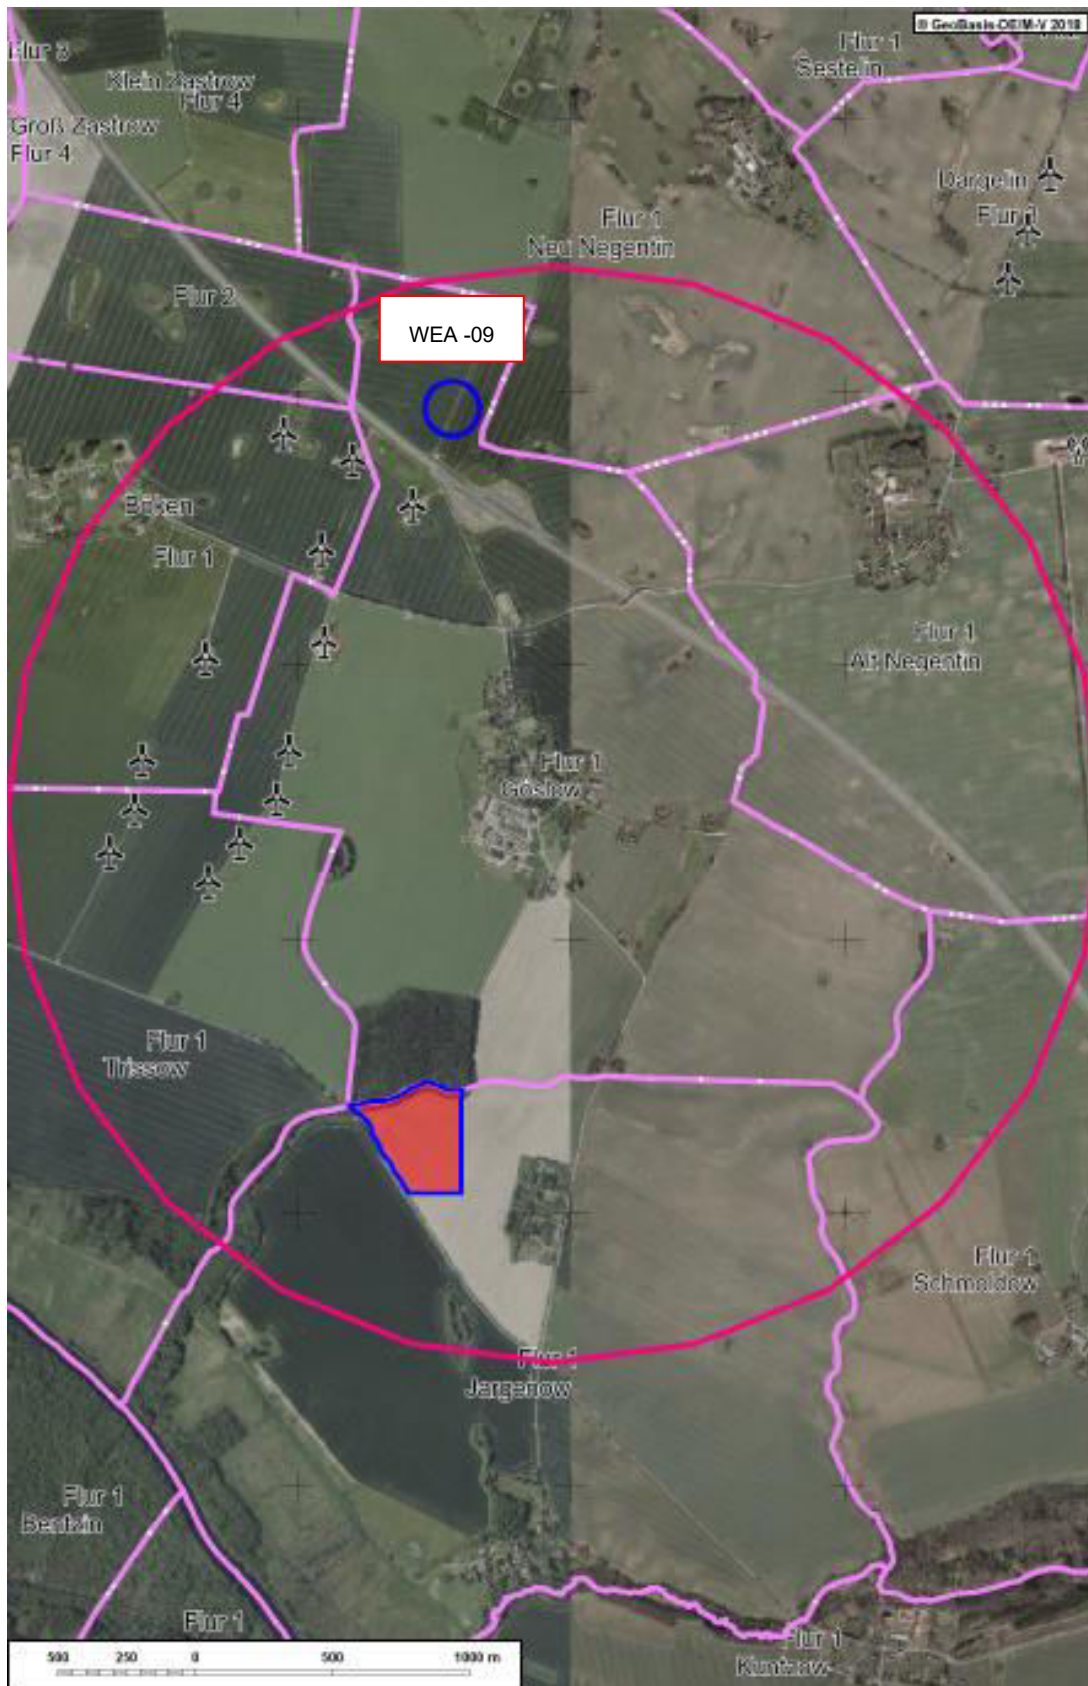 © GeoBasis-DE/M-V 2018
Flur 3
Klein Zastrow
Flur 4
Groß Zastrow
Flur 4
Flur 1
Sestelin
Dargelin
Flur 1
Flur 1
Neu Negentin
Flur 2
WEA -09
Böken
Flur 1
Flur 1
Alt Negentin
Flur 1
Göslow
Flur 1
Trissow
Flur 1
Schmoldow
Flur 1
Jargenow
Flur 1
Bentzin
Flur 1
Flur 1
Kuntzow
500 250 0 500 1000 m